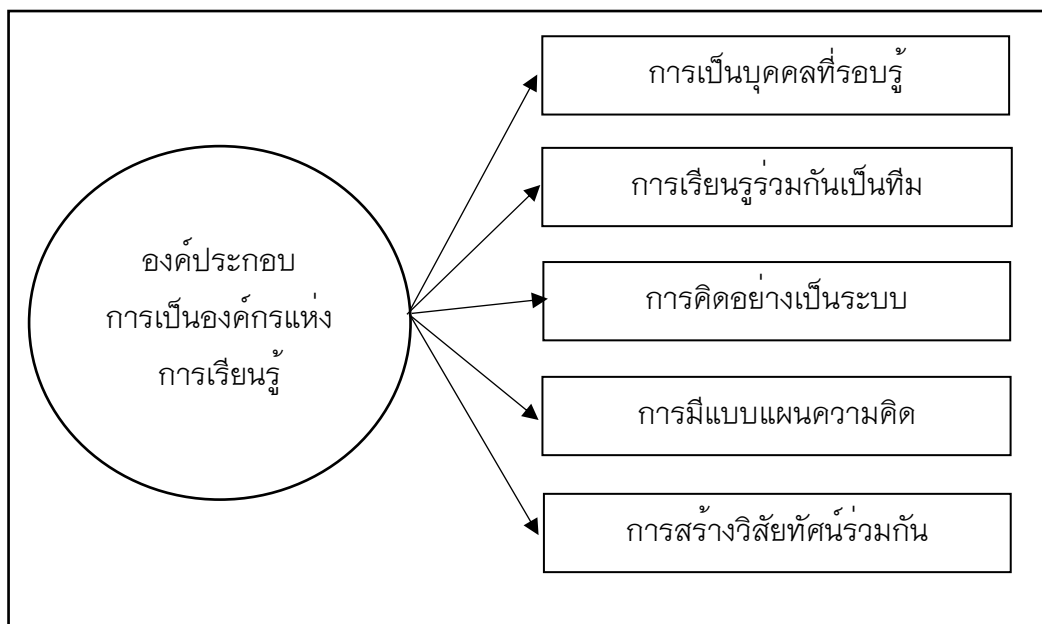 การเป็นบุคคลที่รอบรู้
การเรียนรูร่วมกันเป็นทีม
องค์ประกอบ
การเป็นองค์กรแห่ง
การเรียนรู้
การคิดอย่างเป็นระบบ
การมีแบบแผนความคิด
การสร้างวิสัยทัศน์ร่วมกัน